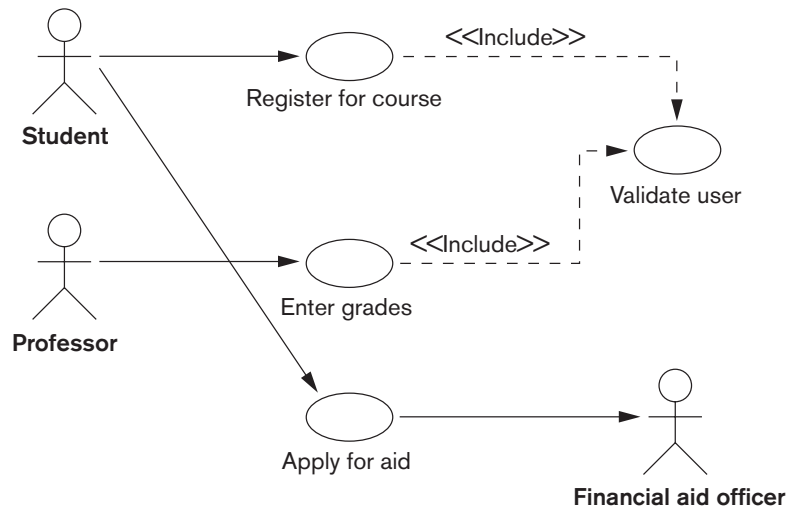 <<Include>>
Register for course
Student
Validate user
<<Include>>
Enter grades
Professor
Apply for aid
Financial aid officer